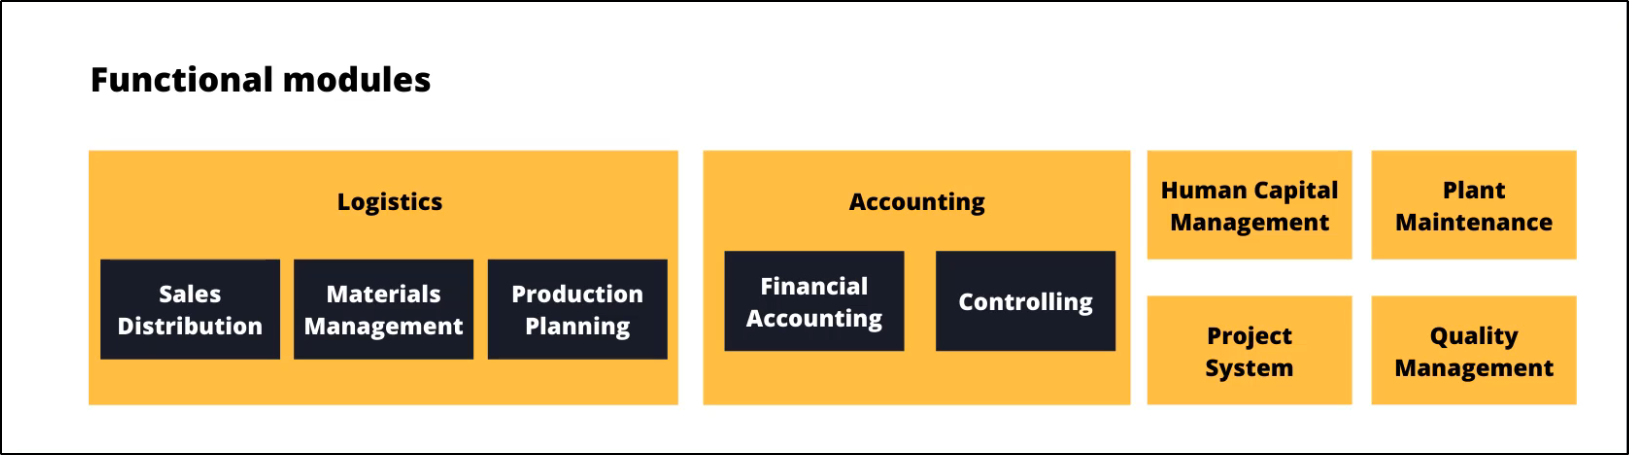 Functional modules
Logistics
Sales
Distribution
Materials
Management
Production
Planning
Accounting
Financial
Accounting
Controlling
Human Capital
Management
Plant
Maintenance
Project
System
Quality
Management